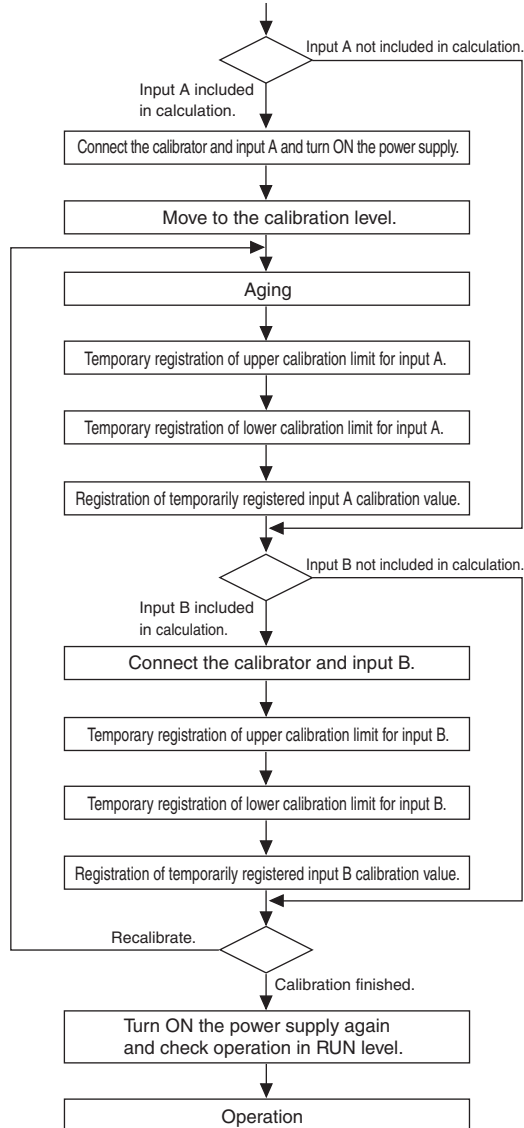 Input A not included in calculation.
Input A included
in calculation.
Connect the calibrator and input A and turn ON the power supply.
Move to the calibration level.
Aging
Temporary registration of upper calibration limit for input A.
Temporary registration of lower calibration limit for input A.
Registration of temporarily registered input A calibration value.
Input B not included in calculation.
Input B included
in calculation.
Connect the calibrator and input B.
Temporary registration of upper calibration limit for input B.
Temporary registration of lower calibration limit for input B.
Registration of temporarily registered input B calibration value.
Recalibrate.
Calibration finished.
Turn ON the power supply again
and check operation in RUN level.
Operation